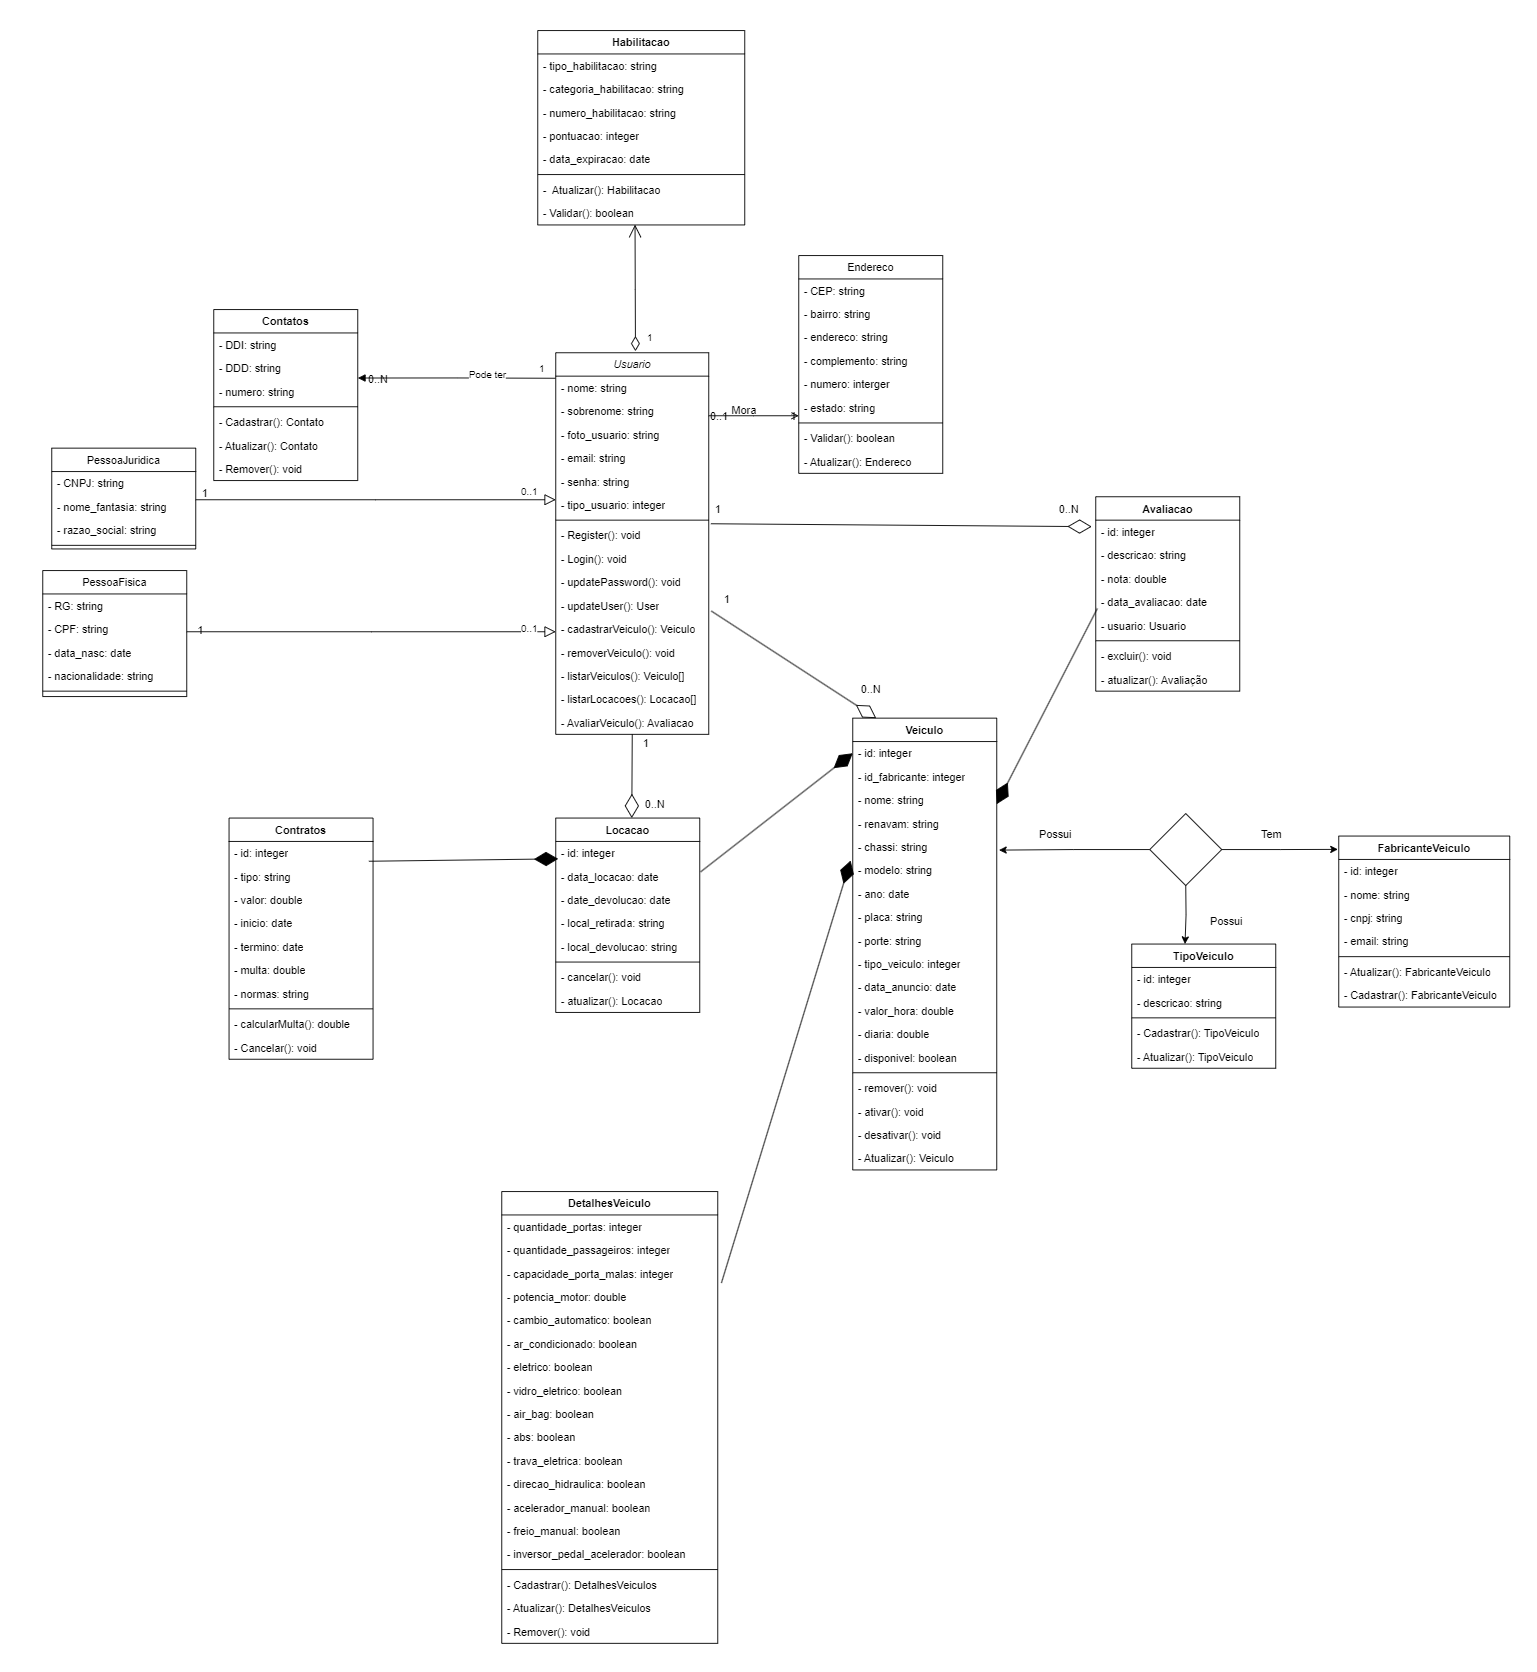 Habilitacao
- tipo_habilitacao: string
- categoria_habilitacao: string
- numero_habilitacao: string
- pontuacao: integer
- data_expiracao: date
- Atualizar(): Habilitacao
- Validar(): boolean
1
Endereco
- CEP: string
- bairro: string
- endereco: string
- complemento: string
- numero: interger
- estado: string
- Validar(): boolean
- Atualizar(): Endereco
Contatos
- DDI: string
- DDD: string
- numero: string
- Cadastrar(): Contato
- Atualizar(): Contato
- Remover(): void
0..N
Pode ter
1
Usuario
- nome: string
- sobrenome: string
- foto_usuario: string
- email: string
- senha: string
- tipo_usuario: integer
- Register(): void
- Login(): void
- updatePassword(): void
- updateUser(): User
- cadastrarVeiculo(): Veiculo
- removerVeiculo(): void
- listarVeiculos(): Veiculo[]
- listarLocacoes(): Locacao[]
- AvaliarVeiculo(): Avaliacao
0..1
Mora
PessoaJuridica
- CNPJ: string
- nome_fantasia: string
- razao_social: string
1
0..1
PessoaFisica
- RG: string
- CPF: string
- data_nasc: date
- nacionalidade: string
1
0..1
1
0..N
Avaliacao
- id: integer
- descricao: string
- nota: double
- data_avaliacao: date
- usuario: Usuario
- excluir(): void
- atualizar(): Avaliação
1
0..N
1
0..N
Veiculo
- id: integer
- id_fabricante: integer
- nome: string
- renavam: string
- chassi: string
- modelo: string
- ano: date
- placa: string
- porte: string
- tipo_veiculo: integer
- data_anuncio: date
- valor_hora: double
- diaria: double
- disponivel: boolean
- remover(): void
- ativar(): void
- desativar(): void
- Atualizar(): Veiculo
Contratos
- id: integer
- tipo: string
- valor: double
- inicio: date
- termino: date
- multa: double
- normas: string
- calcularMulta(): double
- Cancelar(): void
Locacao
- id: integer
- data_locacao: date
- date_devolucao: date
- local_retirada: string
- local_devolucao: string
- cancelar(): void
- atualizar(): Locacao
Possui
Tem
Possui
FabricanteVeiculo
- id: integer
- nome: string
- cnpj: string
- email: string
- Atualizar(): FabricanteVeiculo
- Cadastrar(): FabricanteVeiculo
TipoVeiculo
- id: integer
- descricao: string
- Cadastrar(): TipoVeiculo
- Atualizar(): TipoVeiculo
DetalhesVeiculo
- quantidade_portas: integer
- quantidade_passageiros: integer
- capacidade_porta_malas: integer
- potencia_motor: double
- cambio_automatico: boolean
- ar_condicionado: boolean
- eletrico: boolean
- vidro_eletrico: boolean
- air_bag: boolean
- abs: boolean
- trava_eletrica: boolean
- direcao_hidraulica: boolean
- acelerador_manual: boolean
- freio_manual: boolean
- inversor_pedal_acelerador: boolean
- Cadastrar(): DetalhesVeiculos
- Atualizar(): DetalhesVeiculos
- Remover(): void